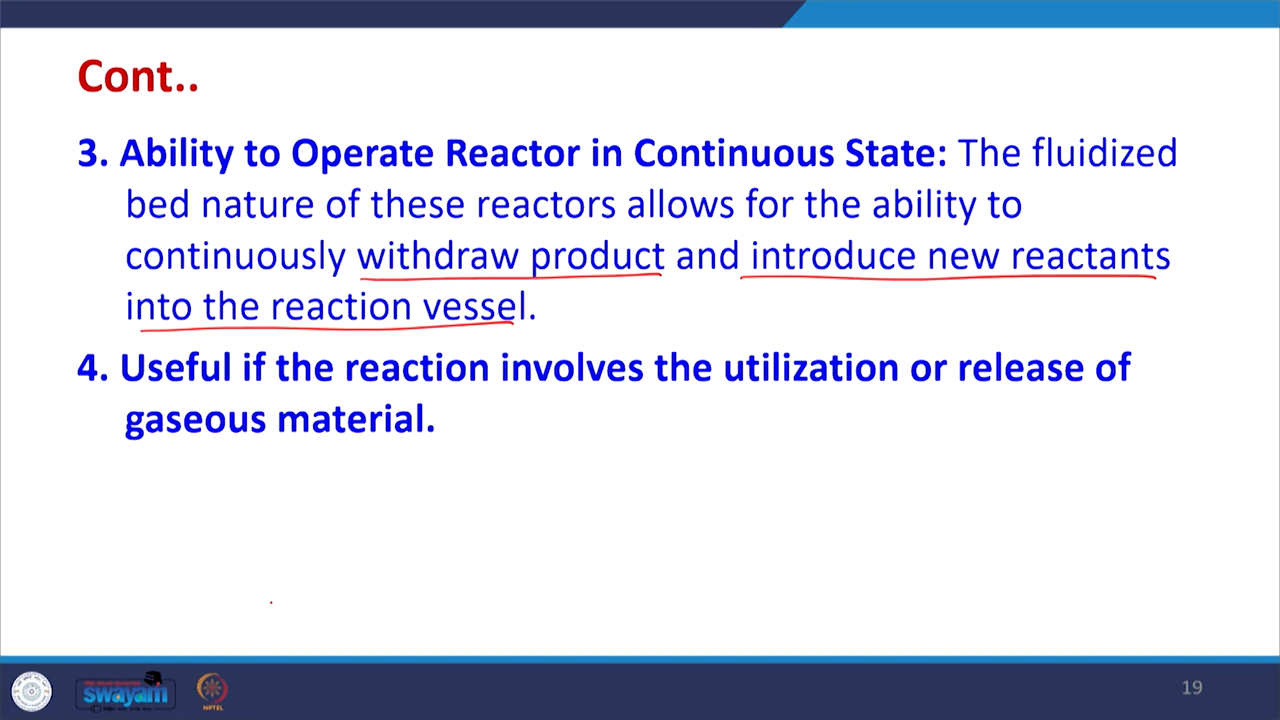 Cont..
3. Ability to Operate Reactor in Continuous State: The fluidized
bed nature of these reactors allows for the ability to
continuously withdraw product and introduce new reactants
into the reaction vessel.
4. Useful if the reaction involves the utilization or release of
gaseous material.
swayam
NPTEL
19